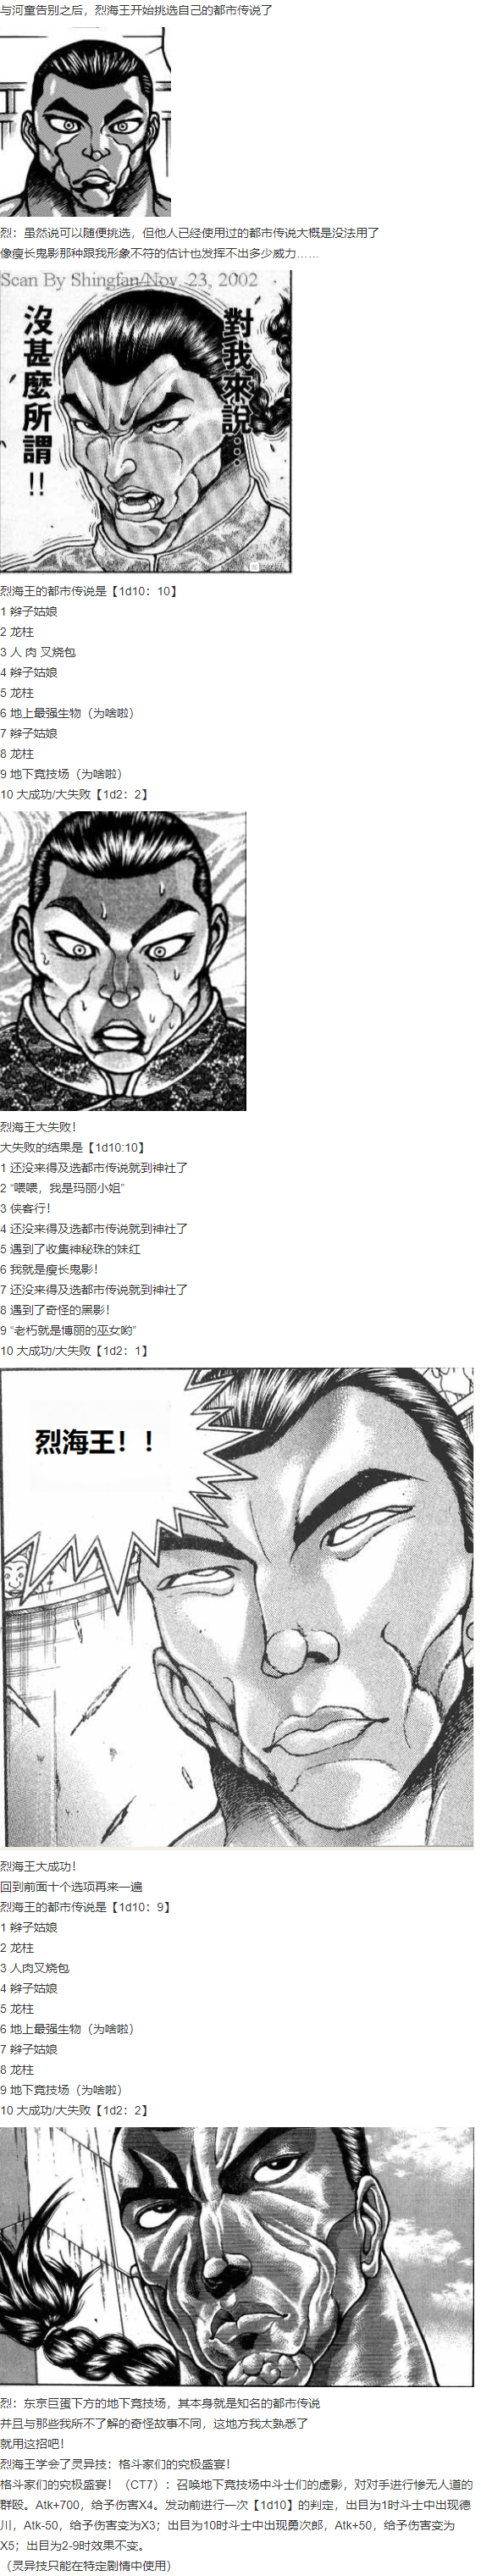 与河童告别之后，烈海王开始挑选自己的都市传说了
烈：虽然说可以随便挑选，但他人已经使用过的都市传说大概是没法用了
像瘦长鬼影那种跟我形象不符的估计也发挥不出多少威力……
Scan By Shingfan/Nov 23, 2002
對我來說…
沒甚麼所謂!!
烈海王的都市传说是【1d10：10】
1 辫子姑娘
2 龙柱
3 人 肉 叉烧包
4 辫子姑娘
5 龙柱
6 地上最强生物（为啥啦）
7 辫子姑娘
8 龙柱
9 地下竞技场（为啥啦）
10 大成功/大失败【1d2：2】
烈海王大失败！
大失败的结果是【1d10:10】
1 还没来得及选都市传说就到神社了
2 “喂喂，我是玛丽小姐”
3 侠客行！
4 还没来得及选都市传说就到神社了
5 遇到了收集神秘珠的妹红
6 我就是瘦长鬼影！
7 还没来得及选都市传说就到神社了
8 遇到了奇怪的黑影！
9 “老朽就是博丽的巫女哟”
10 大成功/大失败【1d2：1】
烈海王！！
烈海王大成功！
回到前面十个选项再来一遍
烈海王的都市传说是【1d10：9】
1 辫子姑娘
2 龙柱
3 人肉叉烧包
4 辫子姑娘
5 龙柱
6 地上最强生物（为啥啦）
7 辫子姑娘
8 龙柱
9 地下竞技场（为啥啦）
10 大成功/大失败【1d2：2】
烈：东京巨蛋下方的地下竞技场，其本身就是知名的都市传说
并且与那些我所不了解的奇怪故事不同，这地方我太熟悉了
就用这招吧！
烈海王学会了灵异技：格斗家们的究极盛宴！
格斗家们的究极盛宴！（CT7）：召唤地下竞技场中斗士们的虚影，对对手进行惨无人道的
群殴。Atk+700，给予伤害X4。发动前进行一次【1d10】的判定，出目为1时斗士中出现德
川，Atk-50，给予伤害变为X3；出目为10时斗士中出现勇次郎，Atk+50，给予伤害变为
X5；出目为2-9时效果不变。
（灵异技只能在特定剧情中使用）